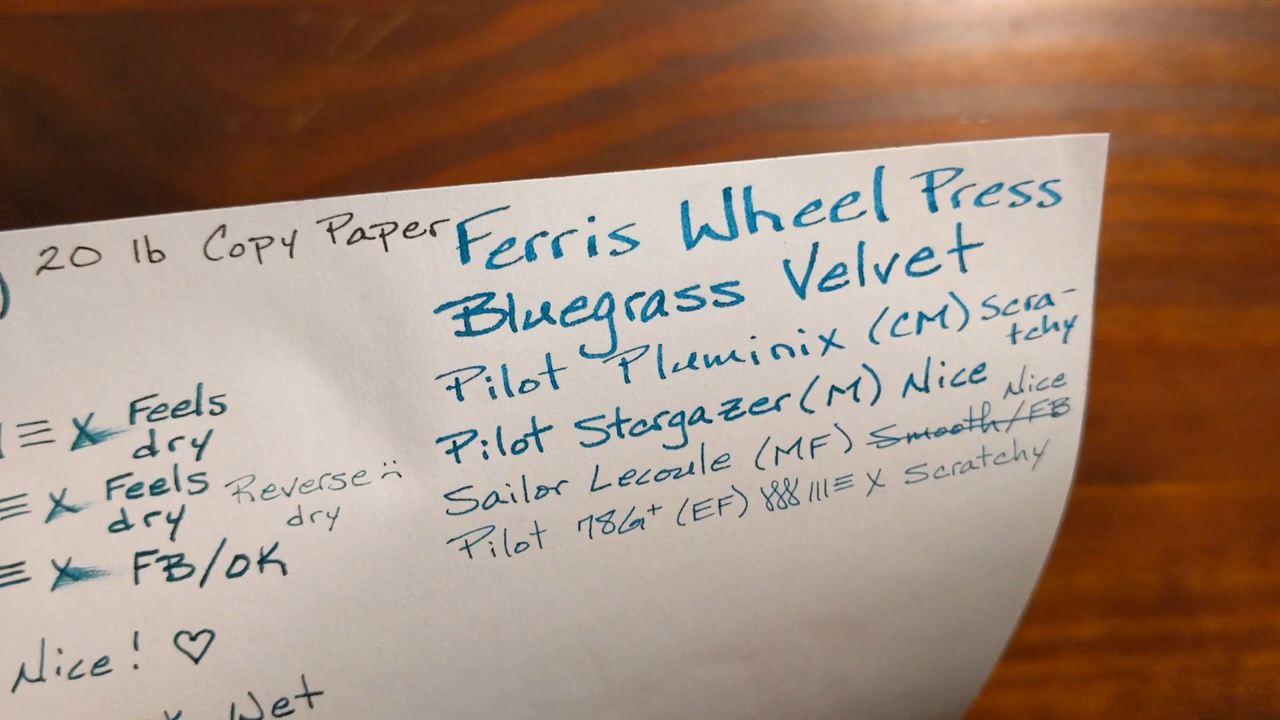 20 lb Copy Paper
Ferris Wheel Press
Bluegrass Velvet
Pilot Pluminix (CM) Scra-
tchy
Pilot Stargazer (M) Nice
Sailor Lecoule (MF) Smooth/FB Nice
Pilot 78G+ (EF) X Scratchy
X Feels
dry
X Feels
dry
Reverse
dry
X FB/OK
Nice! ♡
Wet